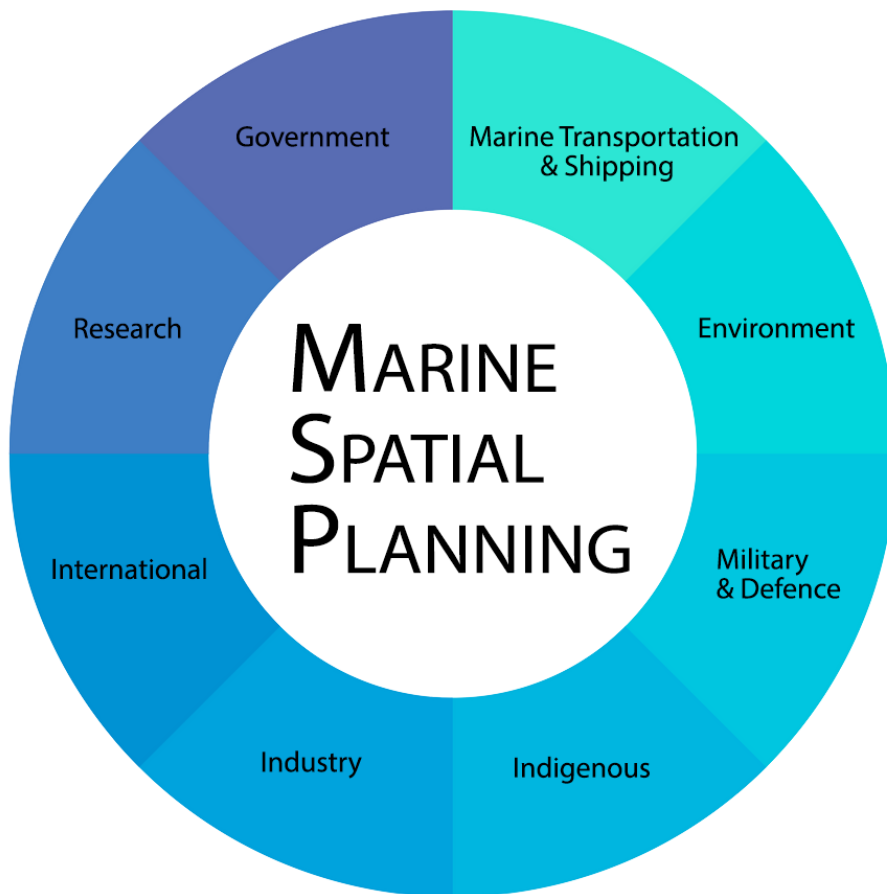 Government
Marine Transportation
& Shipping
Environment
Military
& Defence
Indigenous
Industry
International
Research
MARINE
SPATIAL
PLANNING